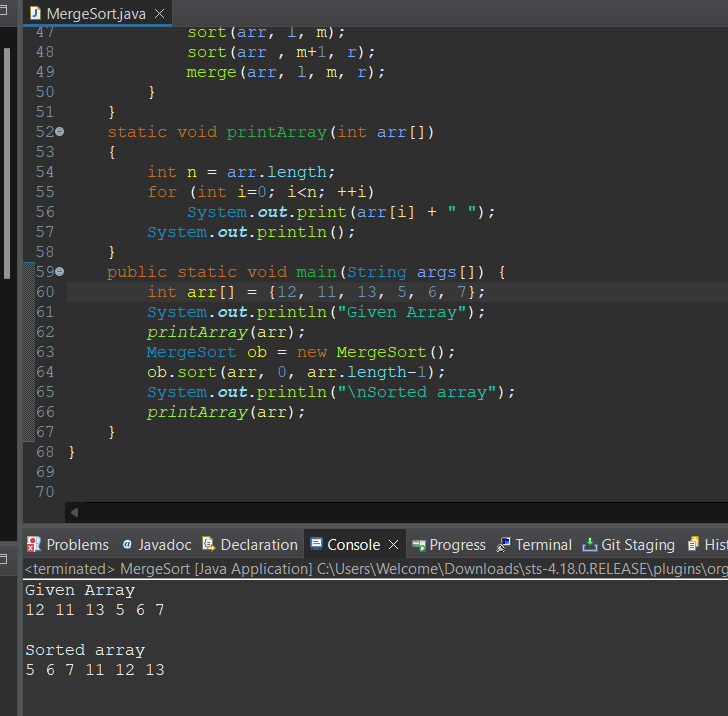 MergeSort.java
47 sort(arr, l, m);
48 sort(arr , m+1, r);
49 merge(arr, l, m, r);
50 }
51 }
52 static void printArray(int arr[])
53 {
54 int n = arr.length;
55 for (int i=0; i<n; ++i)
56 System.out.print(arr[i] + " ");
57 System.out.println();
58 }
59 public static void main(String args[]) {
60 int arr[] = {12, 11, 13, 5, 6, 7};
61 System.out.println("Given Array");
62 printArray(arr);
63 MergeSort ob = new MergeSort();
64 ob.sort(arr, 0, arr.length-1);
65 System.out.println("\nSorted array");
66 printArray(arr);
67 }
68 }
69
70
Problems @ Javadoc Declaration Console Progress Terminal Git Staging Hist
<terminated> MergeSort [Java Application] C:\Users\Welcome\Downloads\sts-4.18.0.RELEASE\plugins\org
Given Array
12 11 13 5 6 7
Sorted array
5 6 7 11 12 13